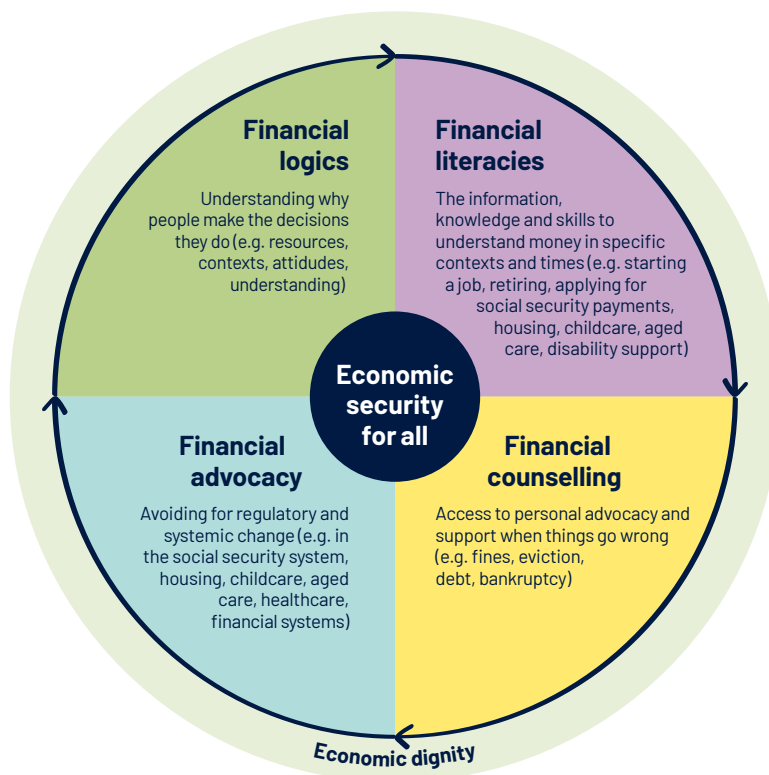 Financial
logics
Understanding why
people make the decisions
they do (e.g. resources,
contexts, attidudes,
understanding)
Financial
literacies
The information,
knowledge and skills to
understand money in specific
contexts and times (e.g. starting
a job, retiring, applying for
social security payments,
housing, childcare, aged
care, disability support)
Economic
security
for all
Financial
advocacy
Avoiding for regulatory and
systemic change (e.g. in
the social security system,
housing, childcare, aged
care, healthcare,
financial systems)
Financial
counselling
Access to personal advocacy and
support when things go wrong
(e.g. fines, eviction,
debt, bankruptcy)
Economic dignity